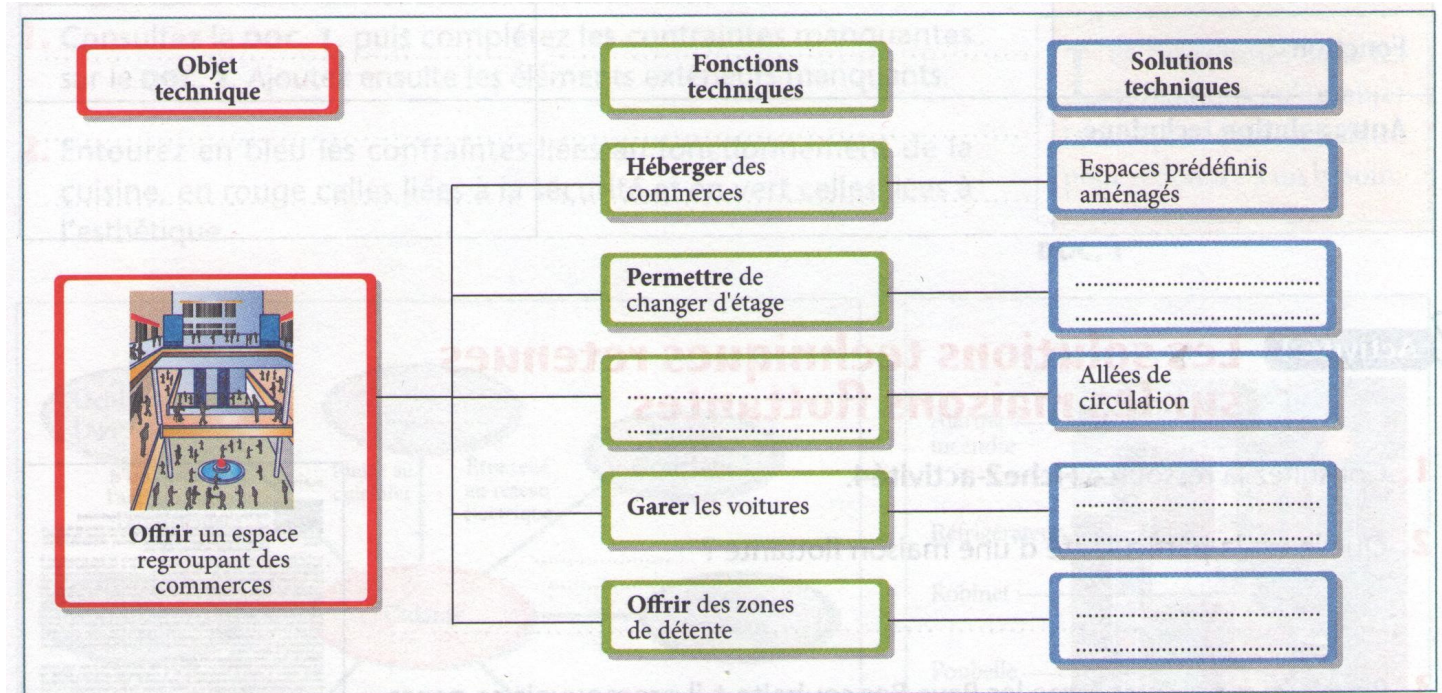 Objet
technique
Fonctions
techniques
Solutions
techniques
Héberger des
commerces
Espaces prédéfinis
aménagés
Permettre de
changer d'étage
..............................
..............................
..............................
..............................
Allées de
circulation
Offrir un espace
regroupant des
commerces
Garer les voitures
..............................
..............................
Offrir des zones
de détente
..............................
..............................